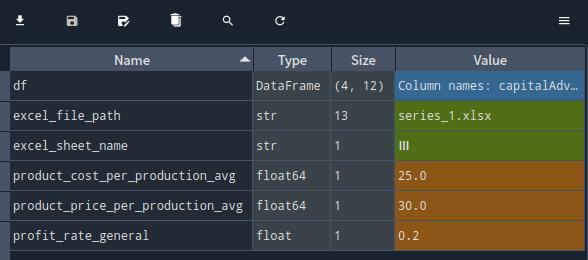 Name Type Size Value
df DataFrame (4, 12) Column names: capitalAdv…
excel_file_path str 13 series_1.xlsx
excel_sheet_name str 1 Ⅲ
product_cost_per_production_avg float64 1 25.0
product_price_per_production_avg float64 1 30.0
profit_rate_general float 1 0.2